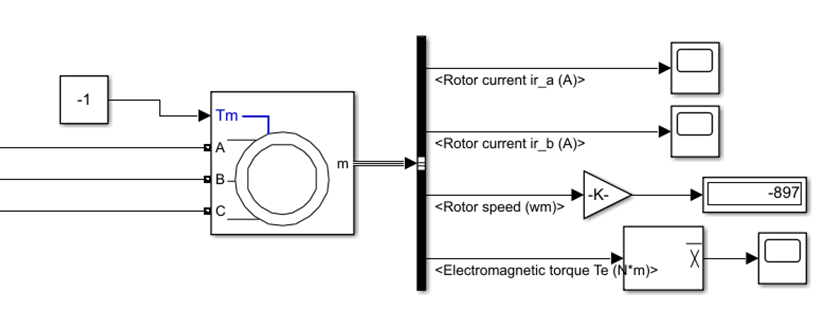 <Rotor current ir_a (A)>
-1
Tm
A
<Rotor current ir_b (A)>
m
B
-K-
-897
<Rotor speed (wm)>
C
x
<Electromagnetic torque Te (N*m)>